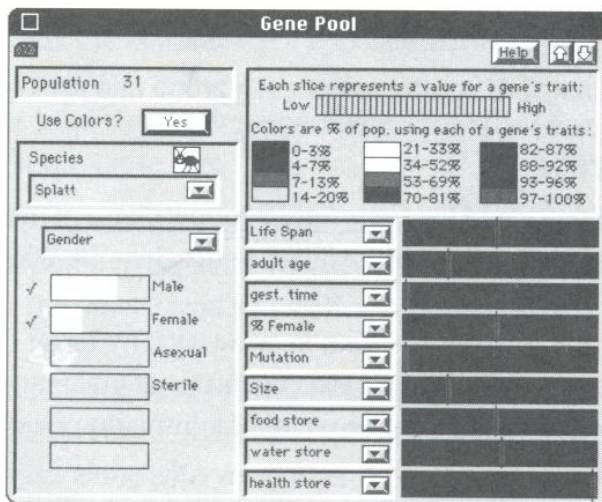 Gene Pool
Help
Population 31
Use Colors? Yes
Species
Splatt
Each slice represents a value for a gene's trait:
Low High
Colors are % of pop. using each of a gene's traits:
0-3% 21-33% 82-87%
4-7% 34-52% 88-92%
7-13% 53-69% 93-96%
14-20% 70-81% 97-100%
Gender
Male
Female
Asexual
Sterile
Life Span
adult age
gest. time
% Female
Mutation
Size
food store
water store
health store